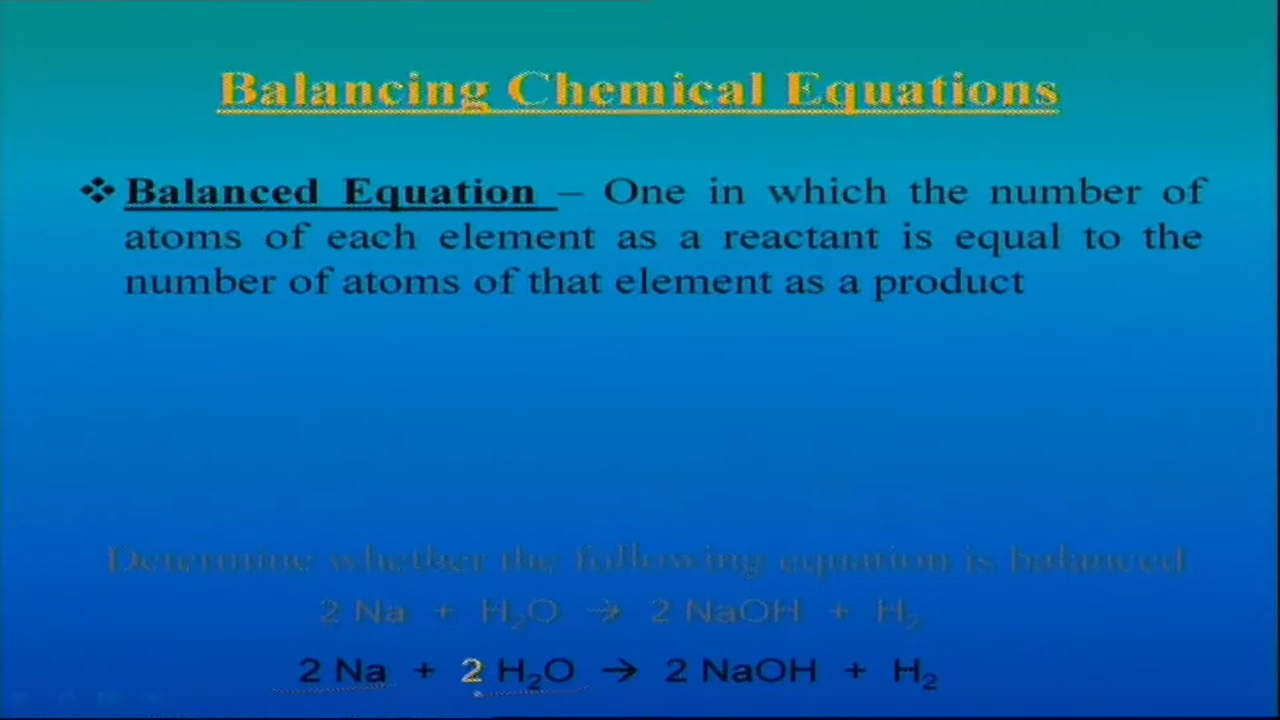 Balancing Chemical Equations
❖ Balanced Equation – One in which the number of
atoms of each element as a reactant is equal to the
number of atoms of that element as a product
Determine whether the following equation is balanced
2 Na + H₂O → 2 NaOH + H₂
2 Na + 2 H₂O → 2 NaOH + H₂